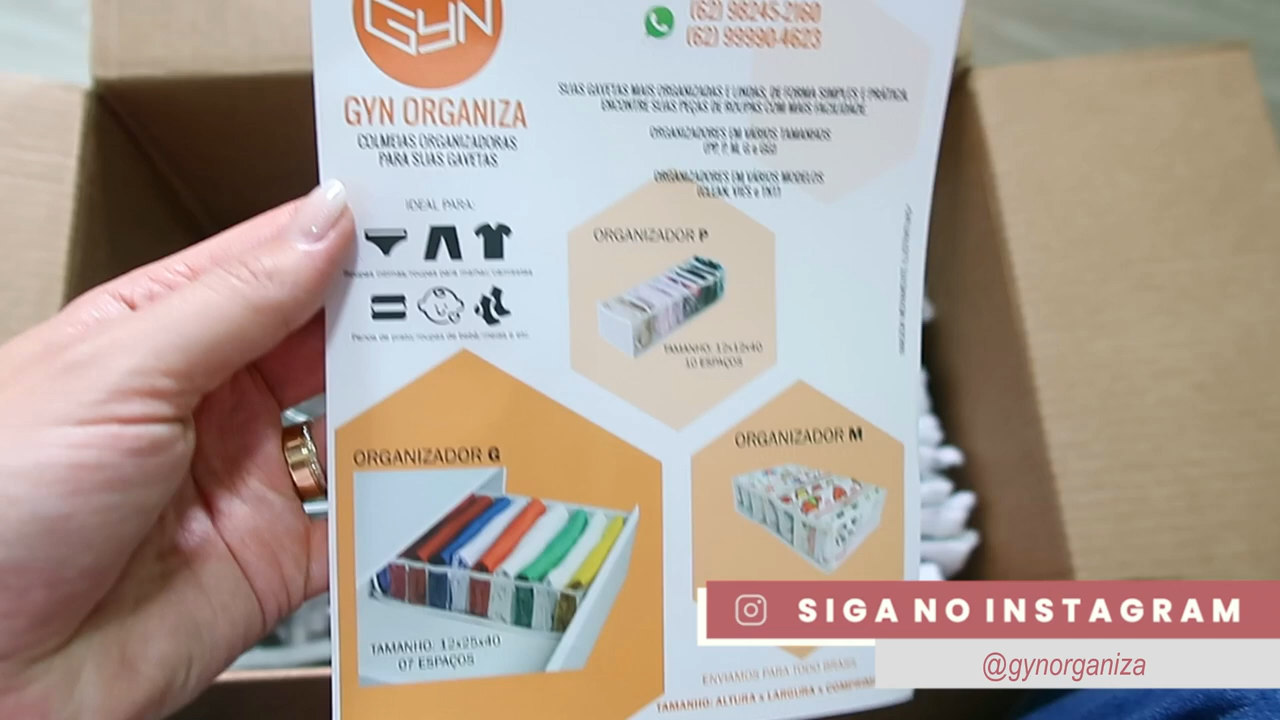 GYN
GYN ORGANIZA
COLMEIAS ORGANIZADORAS
PARA SUAS GAVETAS
IDEAL PARA:
(62) 98245-2160
(62) 99990-4623
SUAS GAVETAS MAIS ORGANIZADAS E LINDAS, DE FORMA SIMPLES E PRÁTICA.
ENCONTRE SUAS PEÇAS DE ROUPAS COM MAIS FACILIDADE.
ORGANIZADORES EM VÁRIOS TAMANHOS
(PP, P, M, G e GG)
ORGANIZADORES EM VÁRIOS MODELOS
ORGANIZADOR P
TAMANHO: 12x12x40
10 ESPAÇOS
ORGANIZADOR G
TAMANHO: 12x25x40
07 ESPAÇOS
ORGANIZADOR M
ENVIAMOS PARA TODO BRASIL
TAMANHO: ALTURA x LARGURA x
SIGA NO INSTAGRAM
@gynorganiza